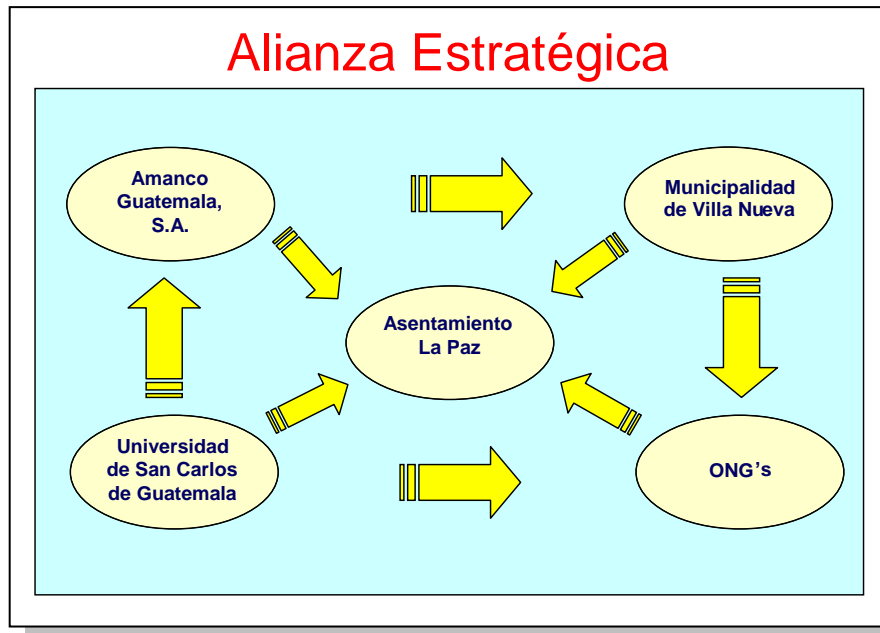 Alianza Estratégica
Amanco
Guatemala,
S.A.
Municipalidad
de Villa Nueva
Asentamiento
La Paz
Universidad
de San Carlos
de Guatemala
ONG's